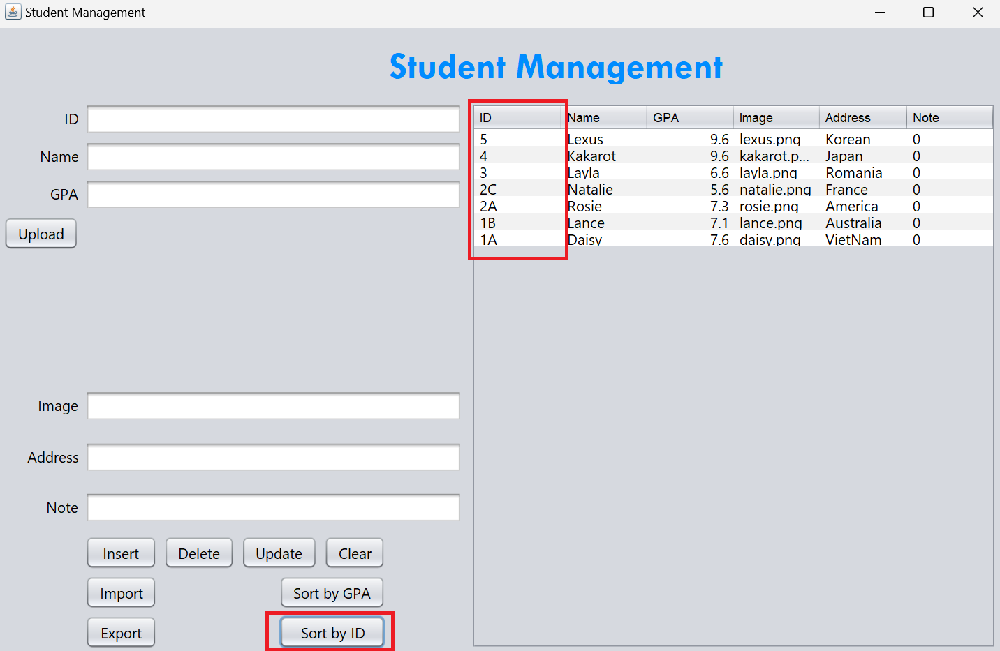 Student Management
Student Management
ID
Name
GPA
Upload
Image
Address
Note
Insert Delete Update Clear
Import Sort by GPA
Export Sort by ID
ID Name GPA Image Address Note
5 Lexus 9.6 lexus.png Korean 0
4 Kakarot 9.6 kakarot.p... Japan 0
3 Layla 6.6 layla.png Romania 0
2C Natalie 5.6 natalie.png France 0
2A Rosie 7.3 rosie.png America 0
1B Lance 7.1 lance.png Australia 0
1A Daisy 7.6 daisy.png VietNam 0